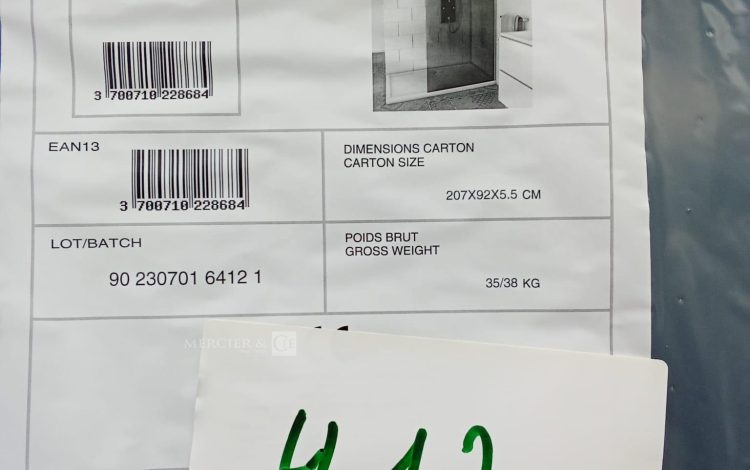 3 700710 228684
EAN13
3 700710 228684
DIMENSIONS CARTON
CARTON SIZE
207X92X5.5 CM
LOT/BATCH
90 230701 6412 1
POIDS BRUT
GROSS WEIGHT
35/38 KG
MERCIER & CIE